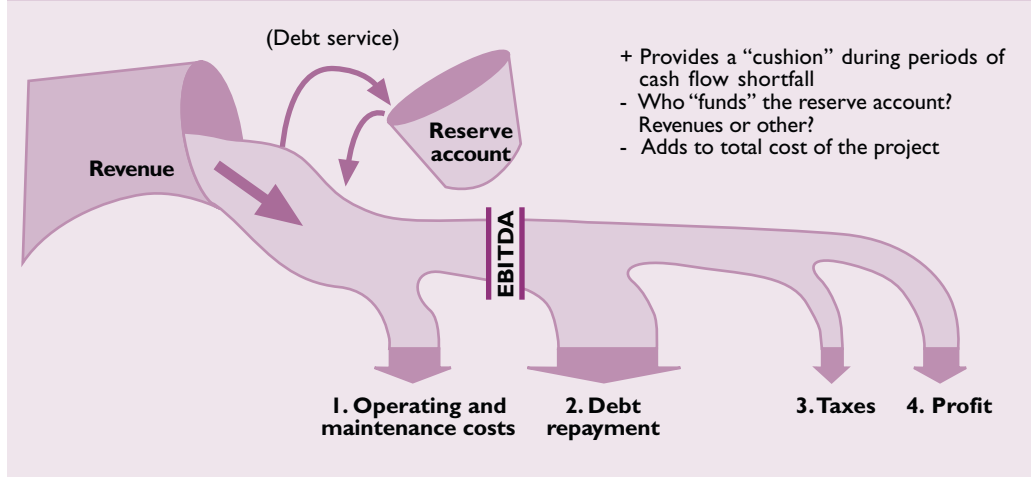 (Debt service)
+ Provides a “cushion” during periods of
cash flow shortfall
- Who “funds” the reserve account?
Revenues or other?
- Adds to total cost of the project
Reserve
account
Revenue
EBITDA
1. Operating and
maintenance costs
2. Debt
repayment
3. Taxes
4. Profit